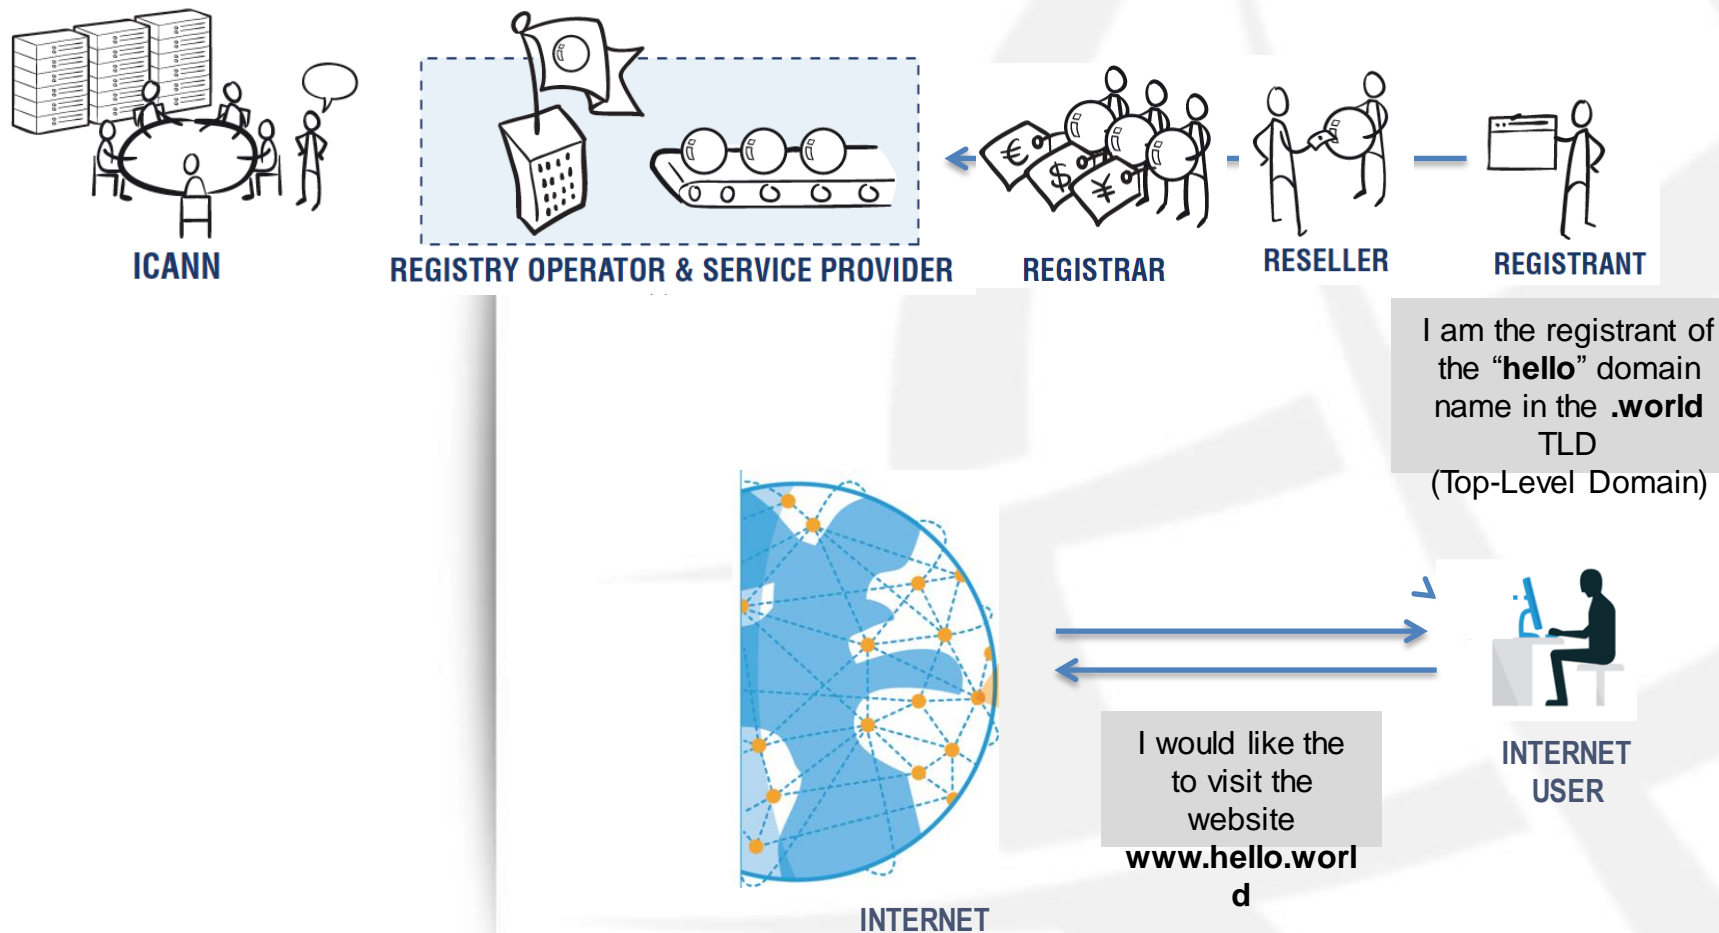 ICANN
REGISTRY OPERATOR & SERVICE PROVIDER
REGISTRAR
RESELLER
REGISTRANT
€
$
¥
I am the registrant of
the “hello” domain
name in the .world
TLD
(Top-Level Domain)
I would like the
to visit the
website
www.hello.worl
d
INTERNET
USER
INTERNET